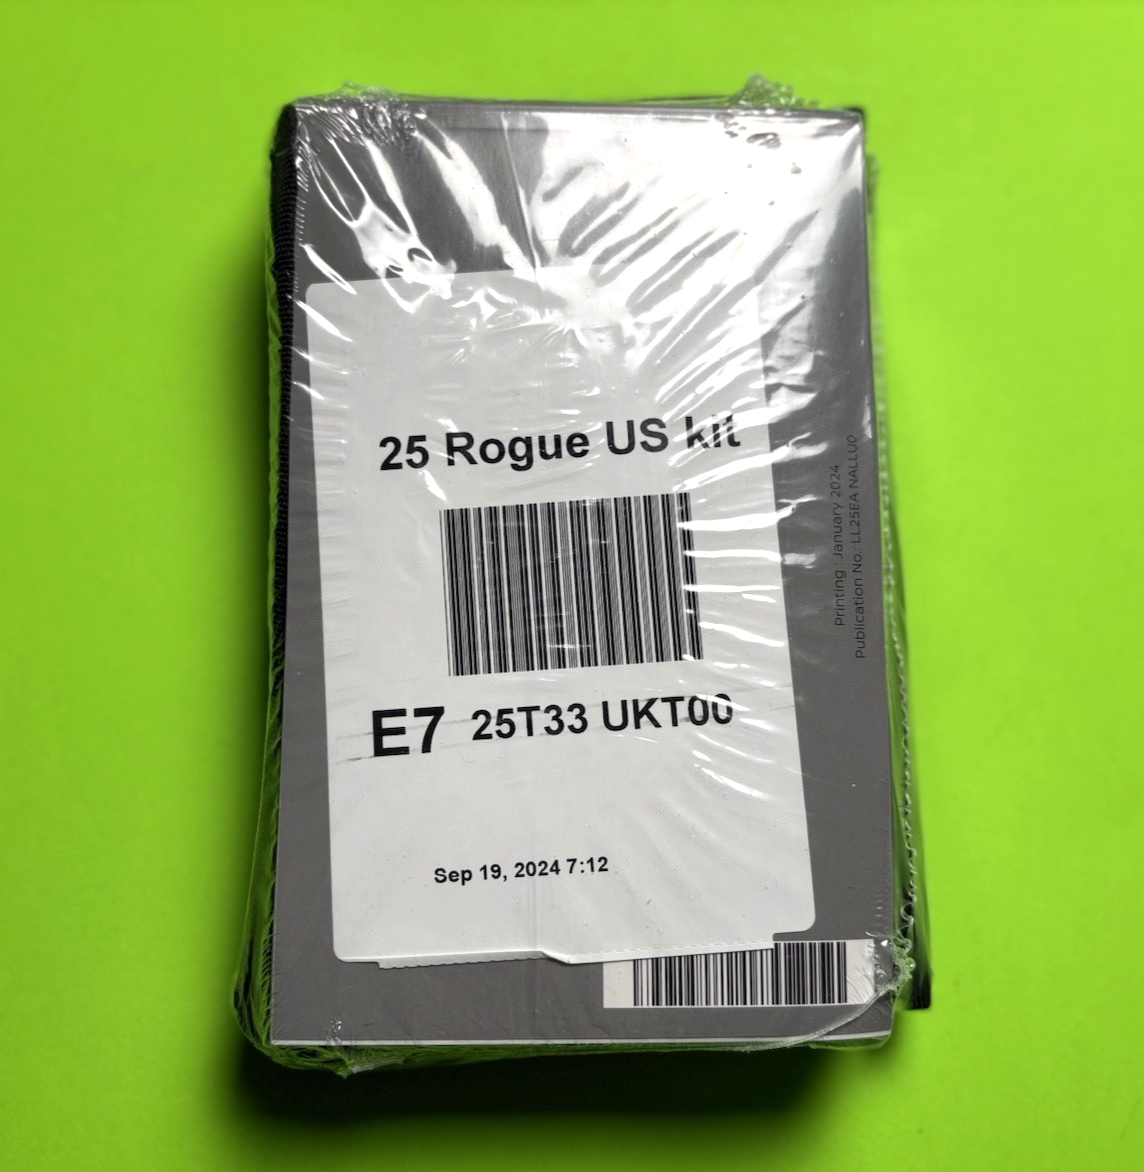 25 Rogue US kit
E7 25T33 UKT00
Sep 19, 2024 7:12
Printing : January 2024
Publication No.: LL25EA NALLU0